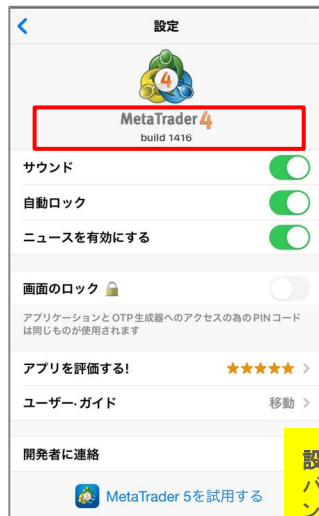 設定
4
MetaTrader 4
build 1416
サウンド
自動ロック
ニュースを有効にする
画面のロック
アプリケーションとOTP生成器へのアクセスの為のPINコード
は同じものが使用されます
アプリを評価する!
ユーザー·ガイド 移動
開発者に連絡
設
バ
MetaTrader 5を試用する
ン